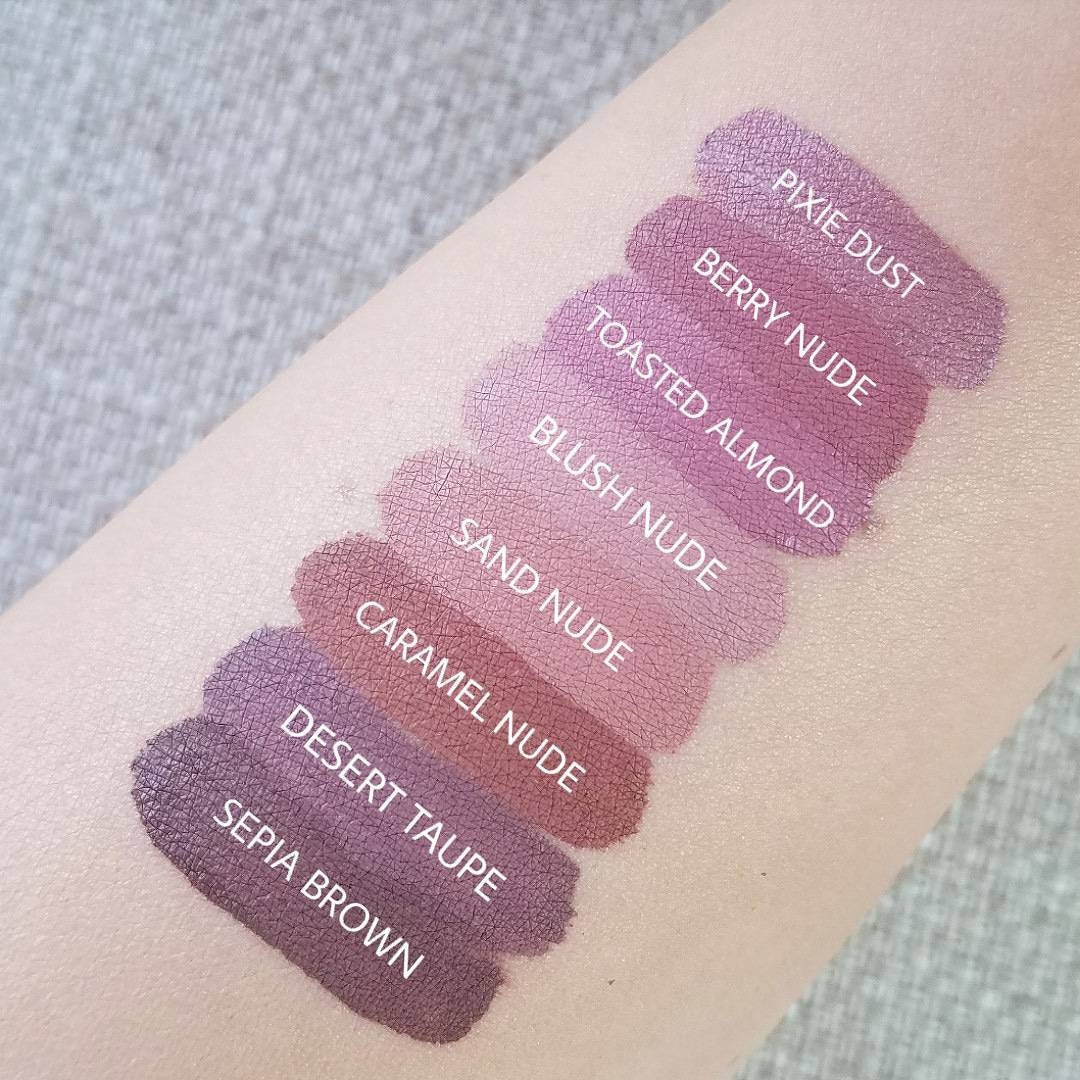 PIXIE DUST
BERRY NUDE
TOASTED ALMOND
BLUSH NUDE
SAND NUDE
CARAMEL NUDE
DESERT TAUPE
SEPIA BROWN